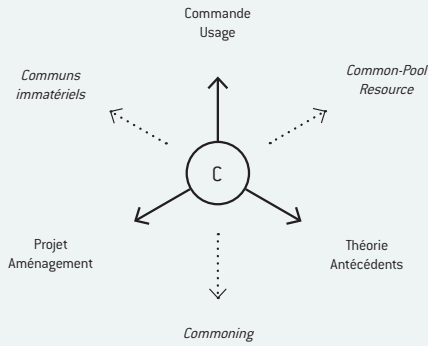 Commande
Usage
Communs
immatériels
Common-Pool
Resource
C
Projet
Aménagement
Théorie
Antécédents
Commoning